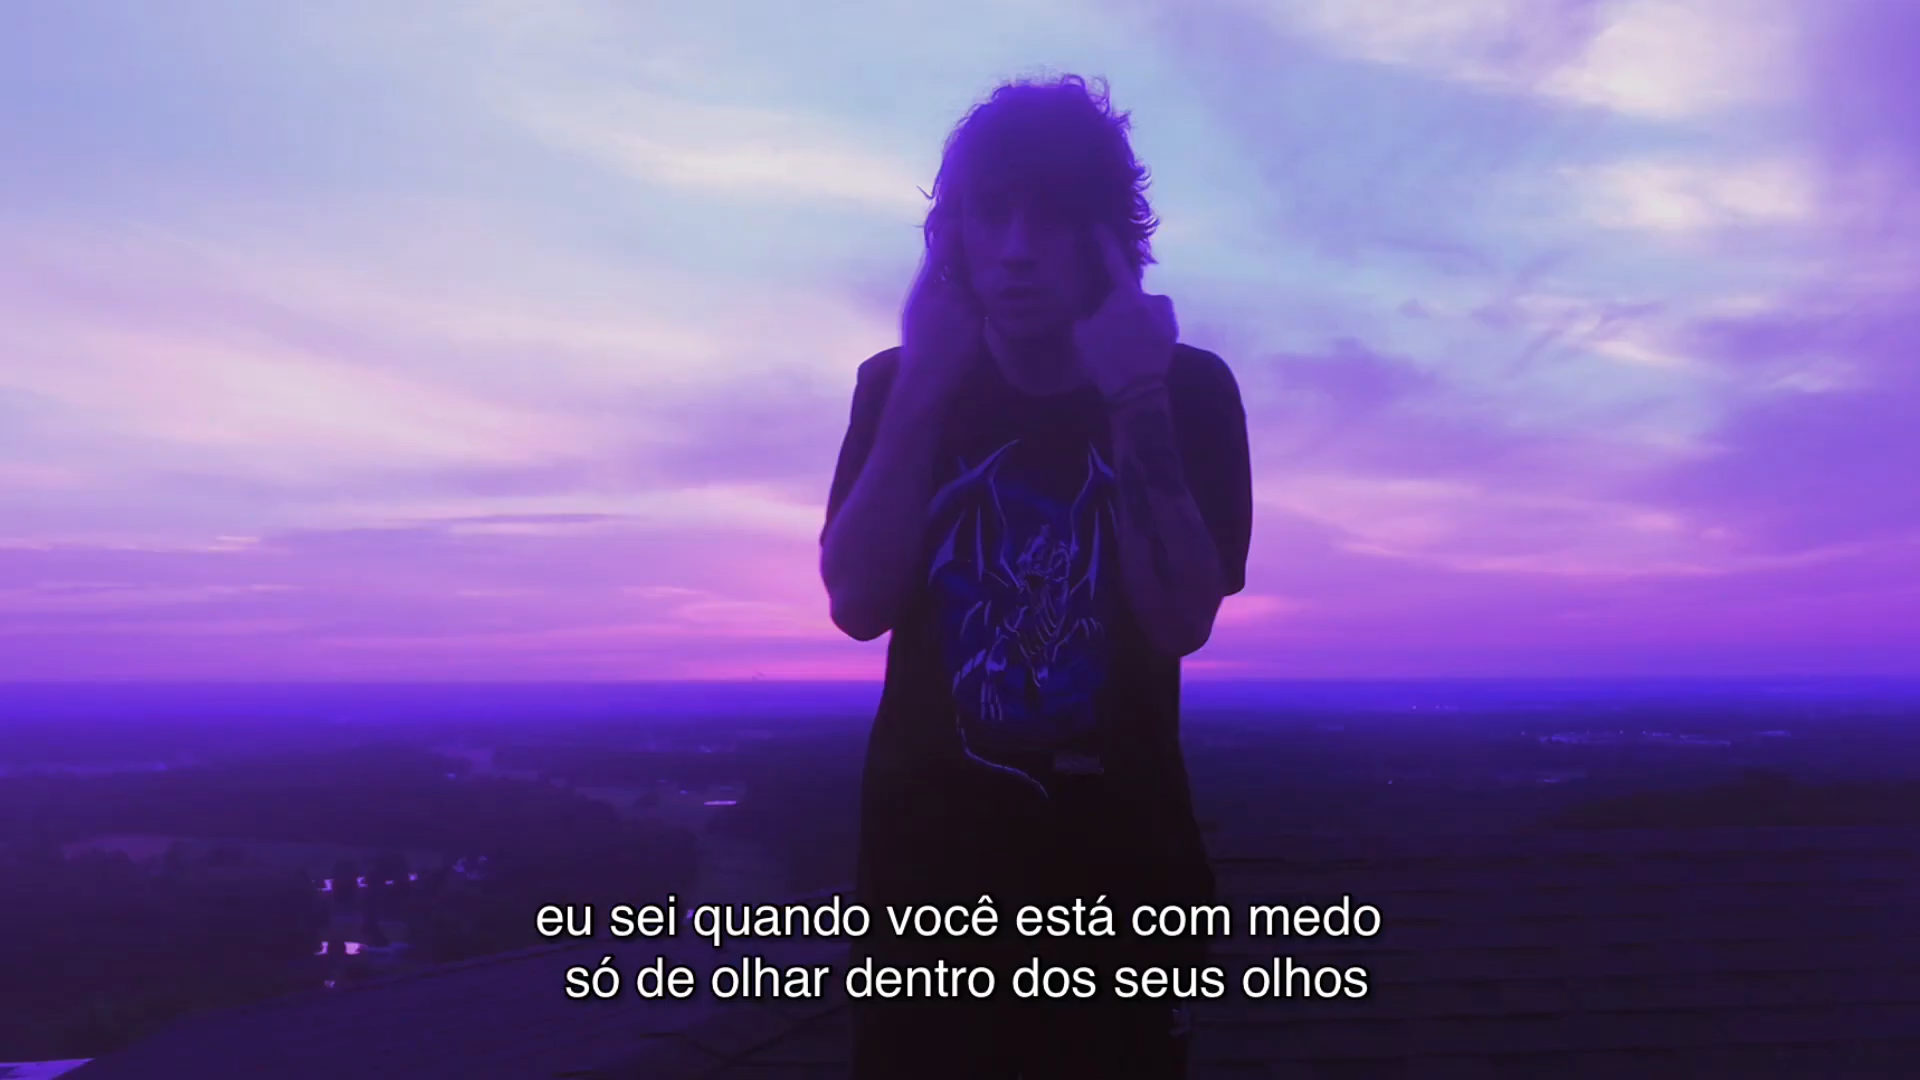 eu sei quando você está com medo
só de olhar dentro dos seus olhos